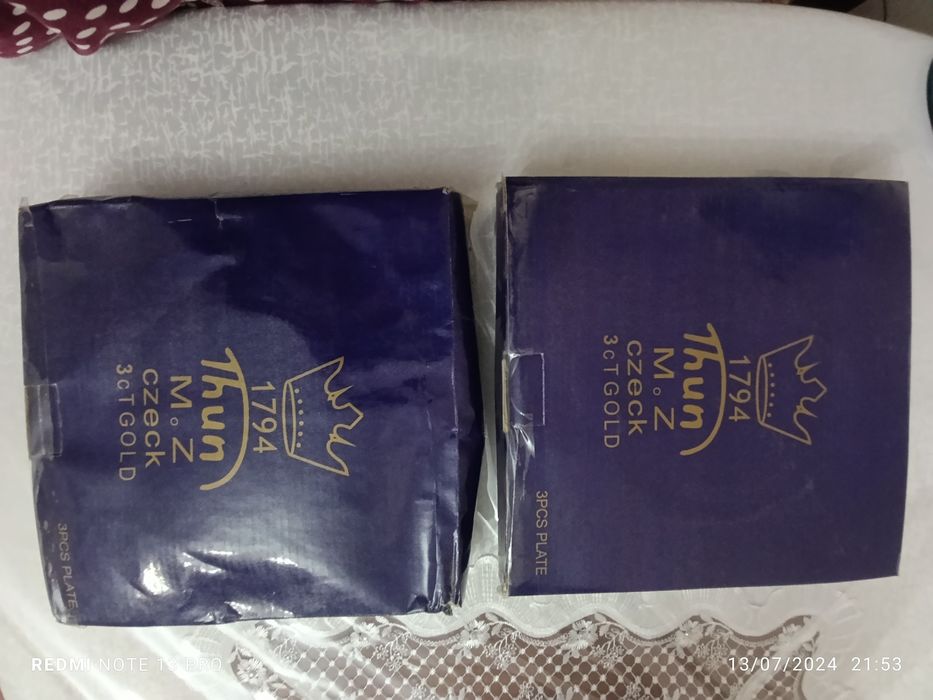 1794
Thun
M. Z
czeck
3cT GOLD
3PCS PLATE
1794
Thun
M. Z
czeck
3cT GOLD
3PCS PLATE
REDMI NOTE 13 PRO
13/07/2024 21:53